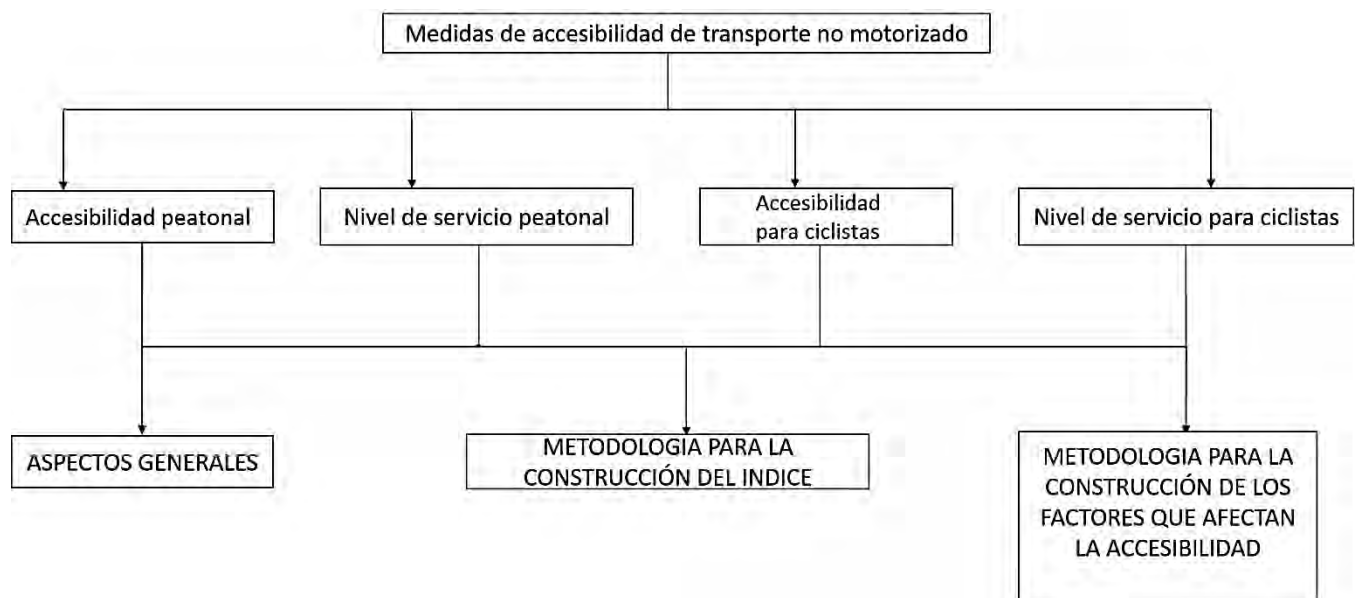 Medidas de accesibilidad de transporte no motorizado
Accesibilidad peatonal
Nivel de servicio peatonal
Accesibilidad
para ciclistas
Nivel de servicio para ciclistas
ASPECTOS GENERALES
METODOLOGIA PARA LA
CONSTRUCCIÓN DEL INDICE
METODOLOGIA PARA LA
CONSTRUCCIÓN DE LOS
FACTORES QUE AFECTAN
LA ACCESIBILIDAD